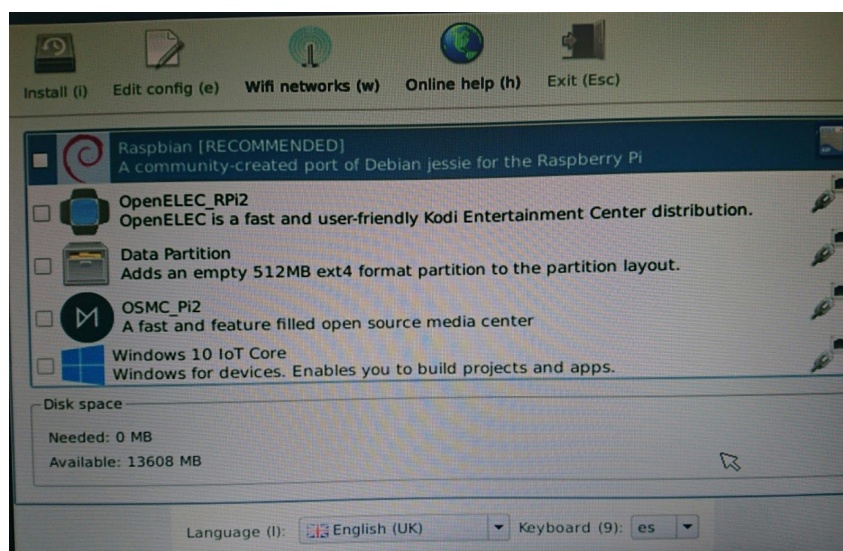 Install (i)
Edit config (e)
Wifi networks (w)
Online help (h)
Exit (Esc)
Raspbian [RECOMMENDED]
A community-created port of Debian jessie for the Raspberry Pi
OpenELEC_RPi2
OpenELEC is a fast and user-friendly Kodi Entertainment Center distribution.
Data Partition
Adds an empty 512MB ext4 format partition to the partition layout.
OSMC_Pi2
A fast and feature filled open source media center
Windows 10 IoT Core
Windows for devices. Enables you to build projects and apps.
Disk space
Needed: 0 MB
Available: 13608 MB
Language (l): English (UK) Keyboard (9): es